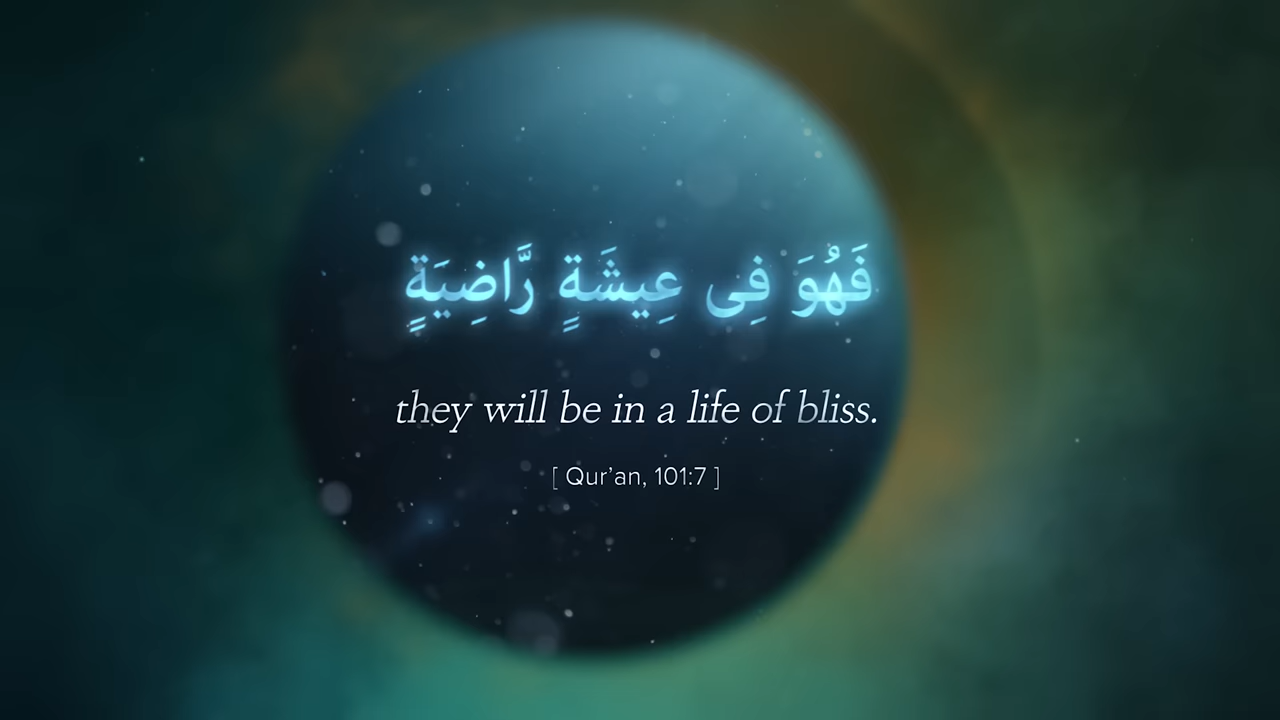 فَهُوَ فِى عِيشَةٍ رَّاضِيَةٍ
they will be in a life of bliss.
[ Qur’an, 101:7 ]